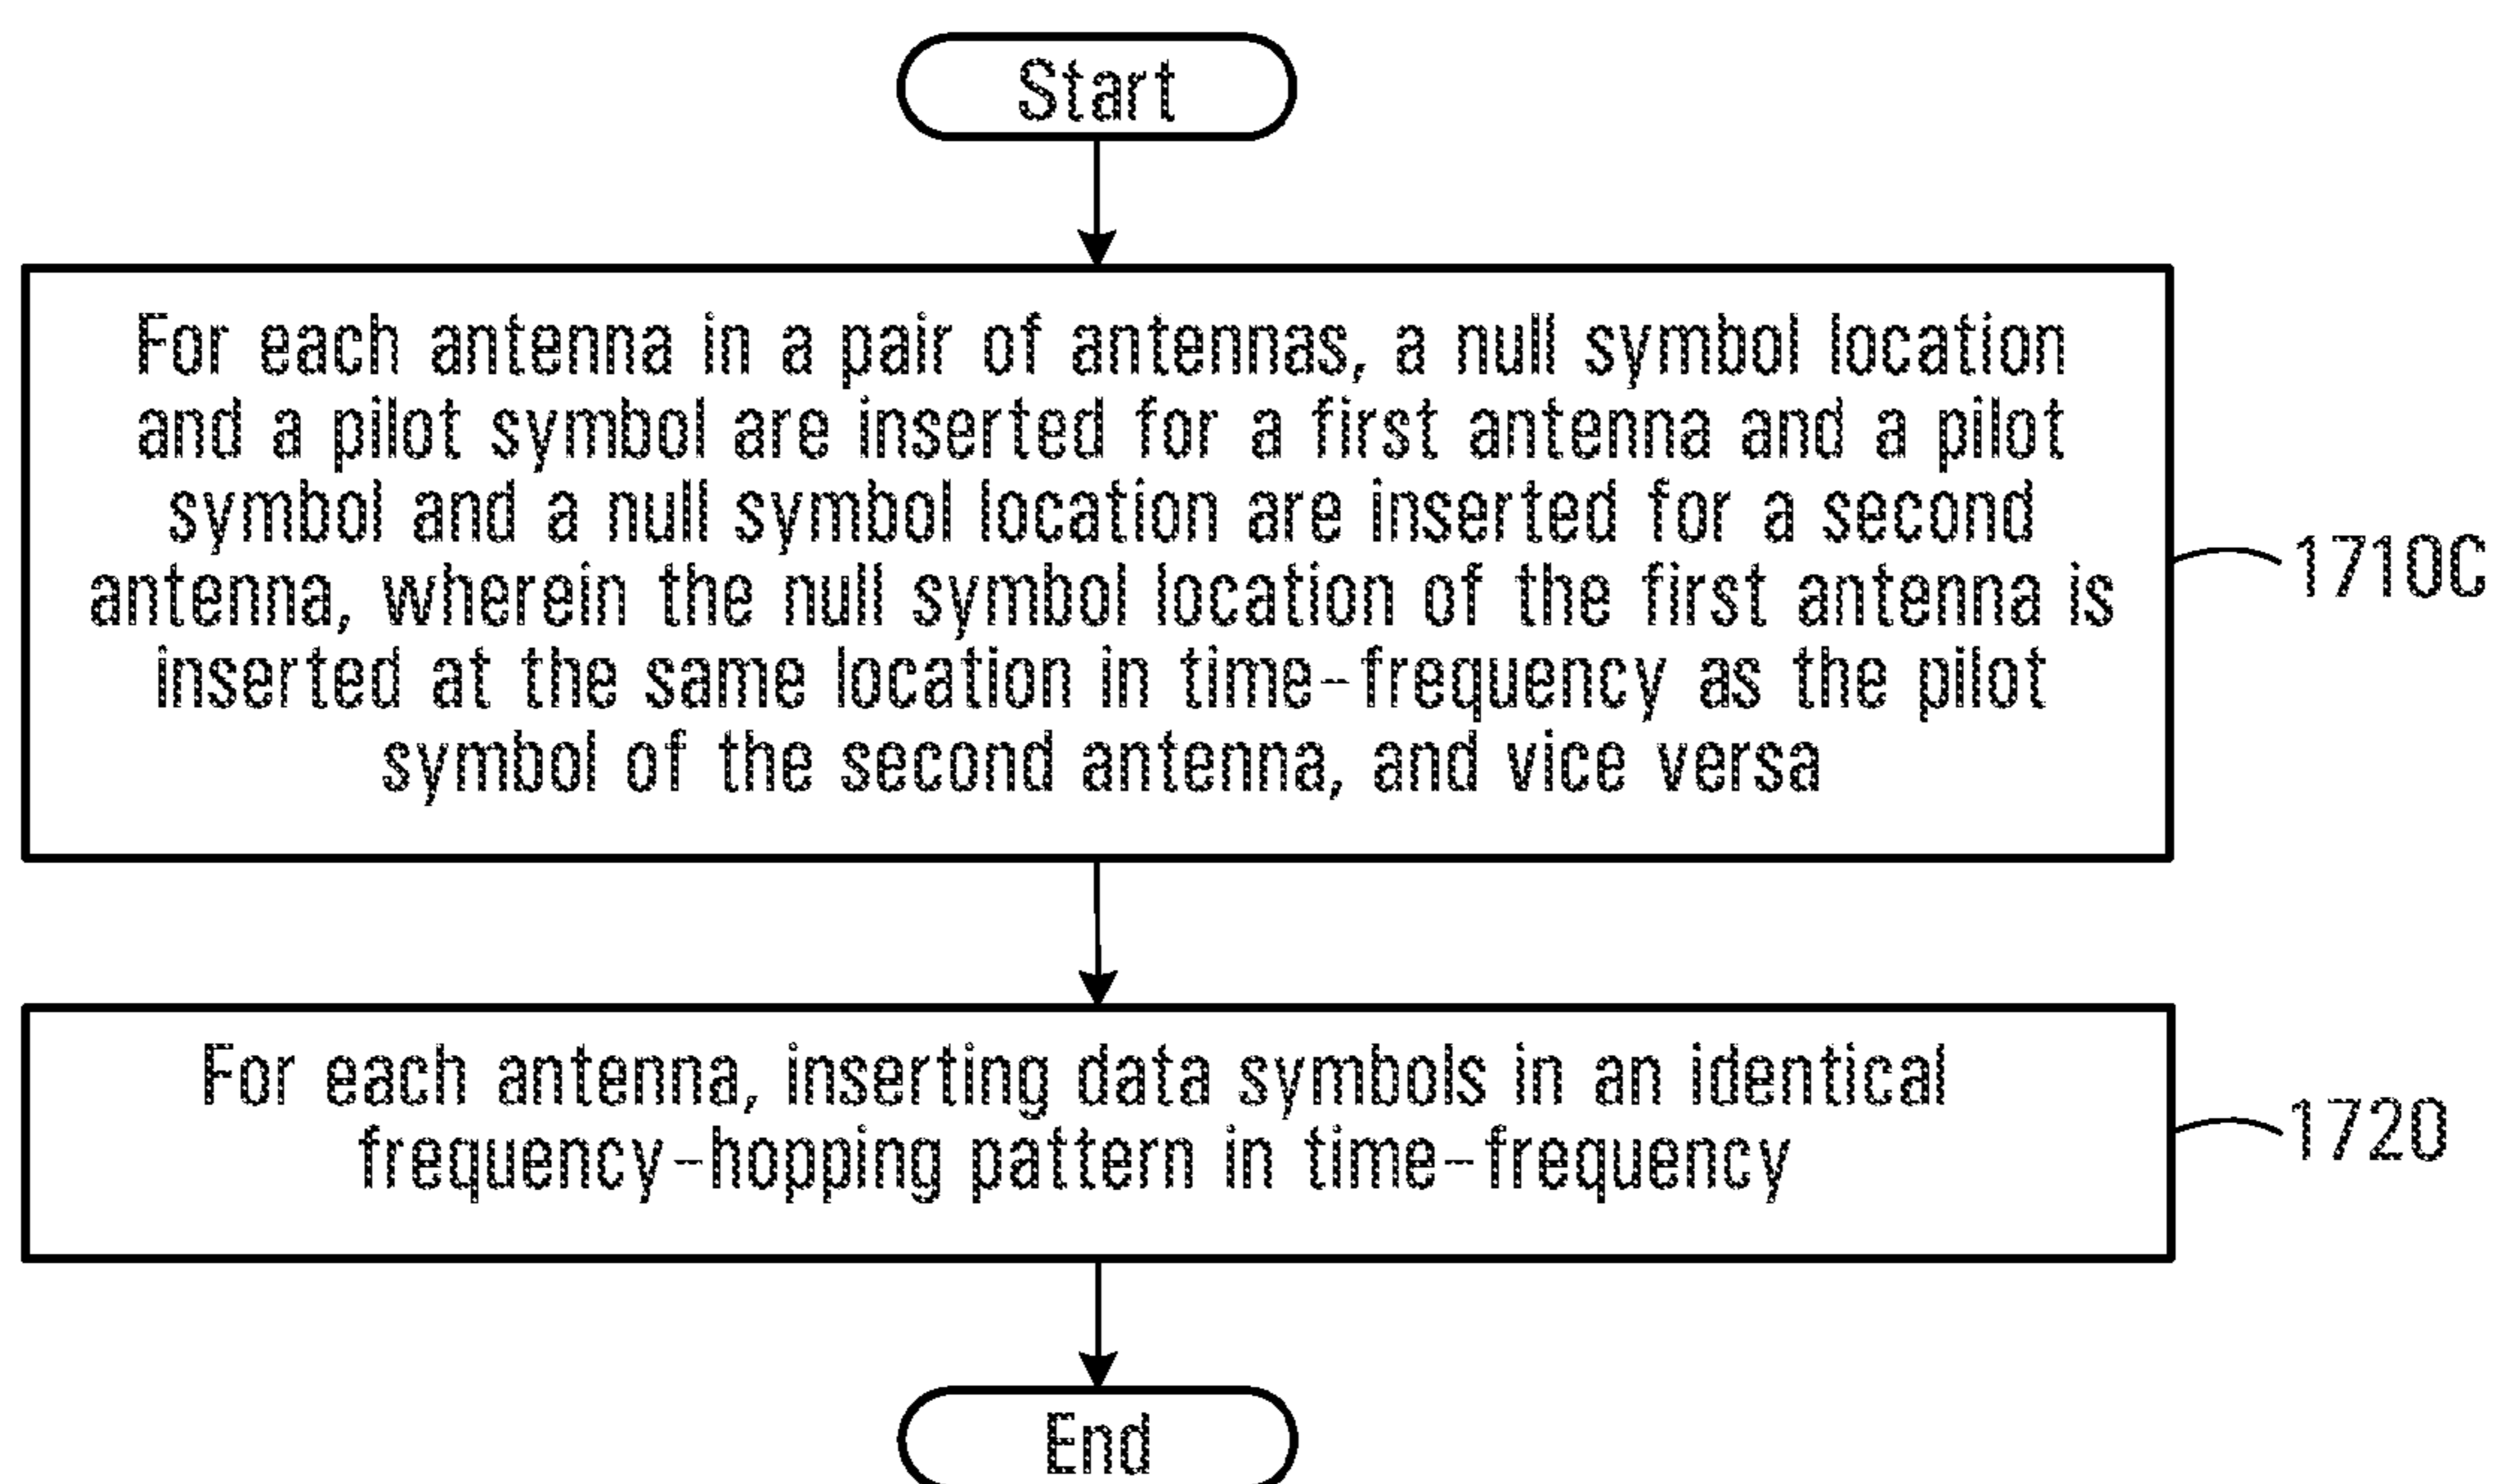 Start
For each antenna in a pair of antennas, a null symbol location
and a pilot symbol are inserted for a first antenna and a pilot
symbol and a null symbol location are inserted for a second
antenna, wherein the null symbol location of the first antenna is
inserted at the same location in time-frequency as the pilot
symbol of the second antenna, and vice versa
1710C
For each antenna, inserting data symbols in an identical
frequency-hopping pattern in time-frequency
1720
End